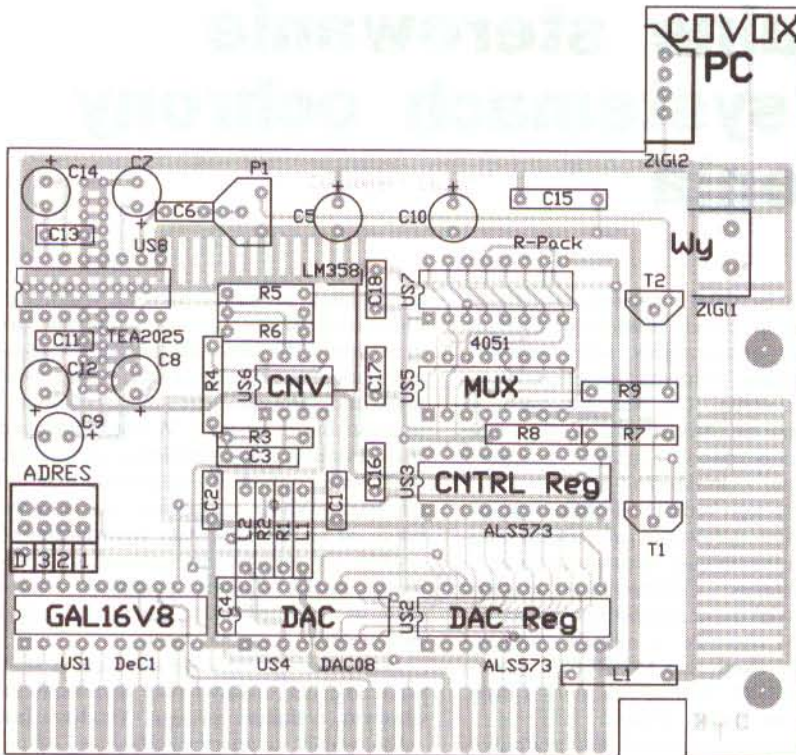 COVOX
PC
ZlGl2
C14
C7
P1
C6
C5
C10
C15
C13
US8
R-Pack
Wy
LM358
C18
US7
T2
R5
R6
ZlGl1
C11
TEA2025
4051
C12
C8
R4
US6
CNV
C17
US5
MUX
R9
C9
R3
R8
R7
C3
ADRES
C2
C1
C16
US3
CNTRL Reg
L2
R2
R1
L1
ALS573
T1
D 3 2 1
GAL16V8
C4
DAC
US2
DAC Reg
US1
DeC1
US4
DAC08
ALS573
L1